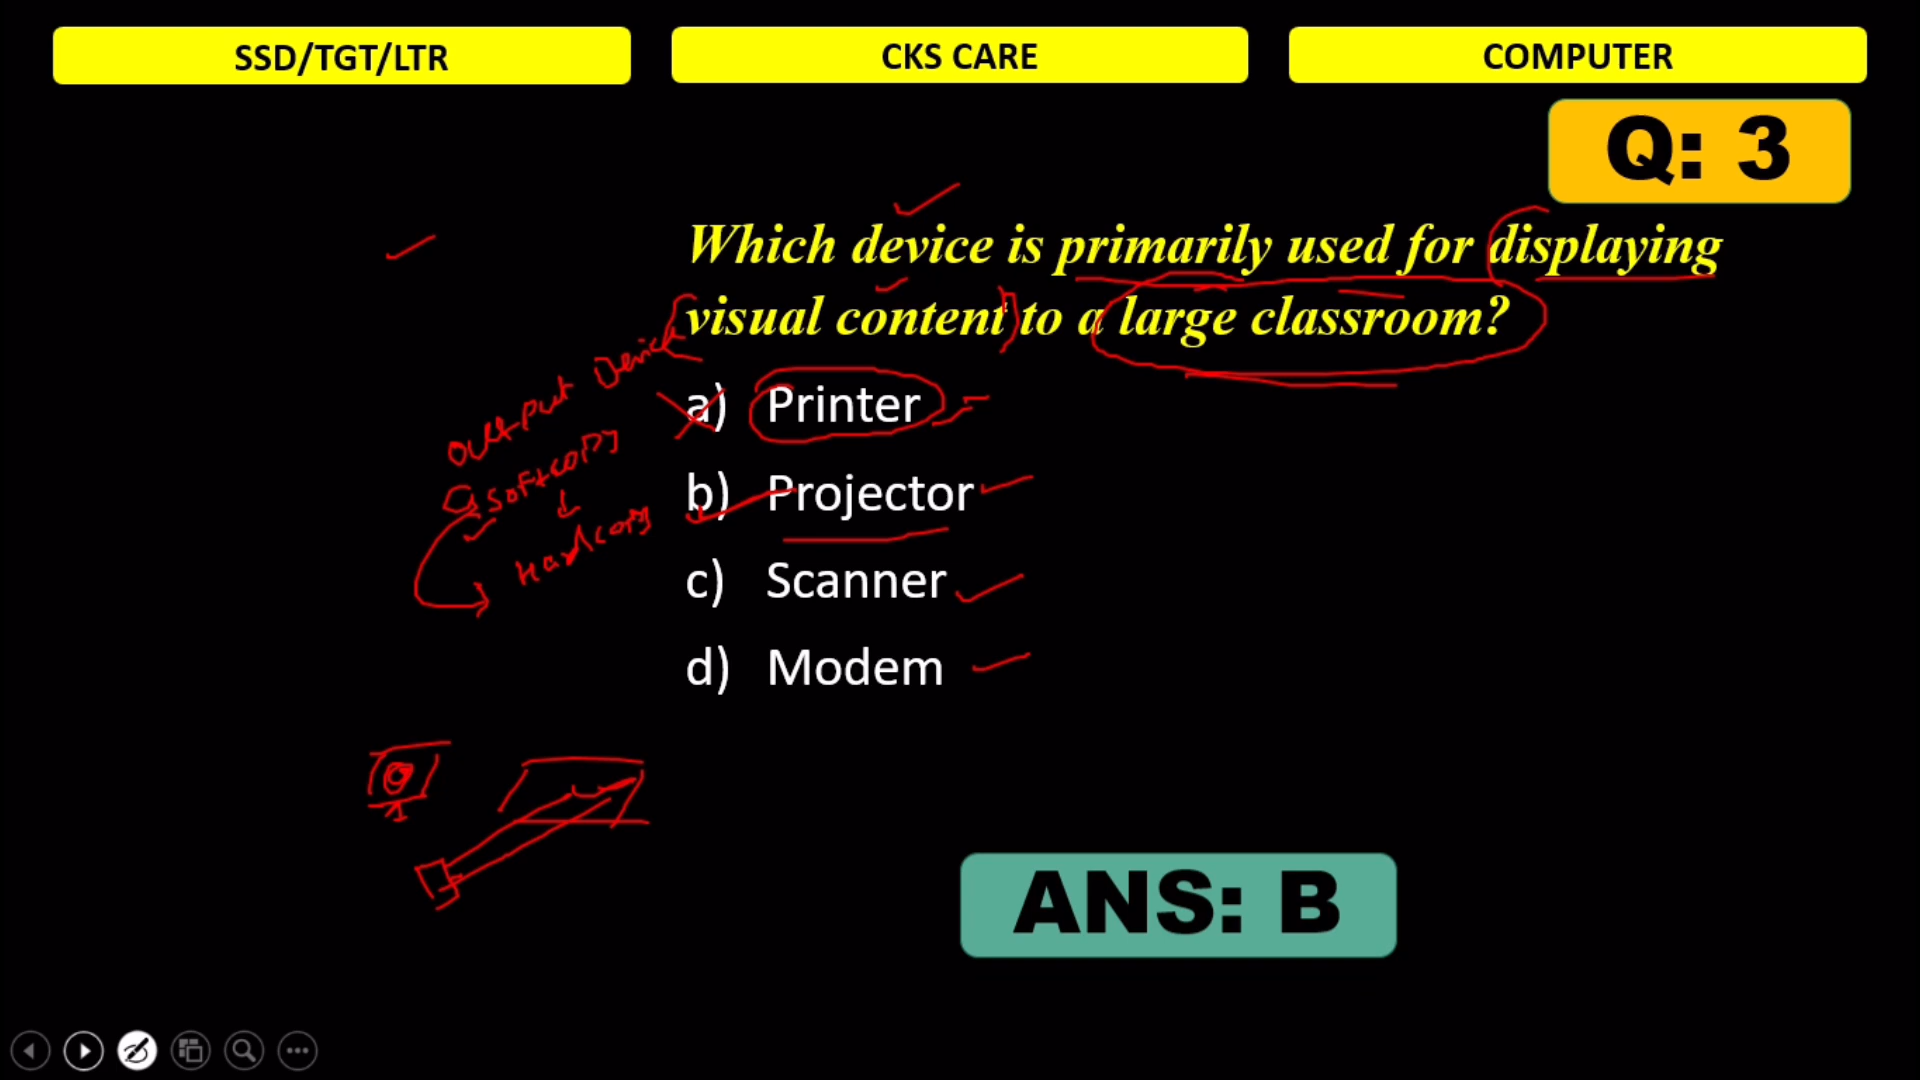 SSD/TGT/LTR
CKS CARE
COMPUTER
Q: 3
Which device is primarily used for displaying
visual content to a large classroom?
a) Printer
b) Projector
c) Scanner
d) Modem
output Device
softcopy
Hardcopy
ANS: B